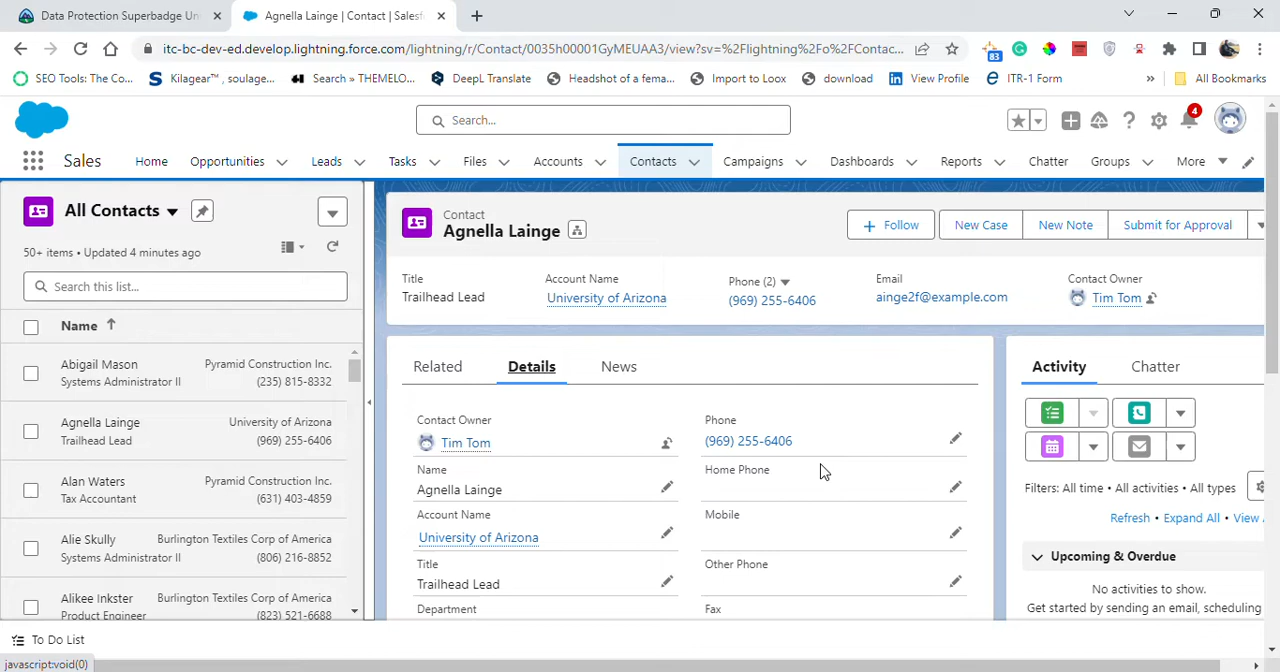 Data Protection Superbadge Un
Agnella Lainge | Contact | Salesf
itc-bc-dev-ed.develop.lightning.force.com/lightning/r/Contact/0035h00001GyMEUAA3/view?sv=%2Flightning%2Fo%2FContac...
83
SEO Tools: The Co...
Kilagear™, soulage...
Search » THEMELO...
DeepL Translate
Headshot of a fema...
Import to Loox
download
View Profile
ITR-1 Form
»
All Bookmarks
Search...
4
Sales
Home
Opportunities
Leads
Tasks
Files
Accounts
Contacts
Campaigns
Dashboards
Reports
Chatter
Groups
More
All Contacts
50+ items • Updated 4 minutes ago
Search this list...
Name
Abigail Mason
Pyramid Construction Inc.
Systems Administrator II
(235) 815-8332
Agnella Lainge
University of Arizona
Trailhead Lead
(969) 255-6406
Alan Waters
Pyramid Construction Inc.
Tax Accountant
(631) 403-4859
Alie Skully
Burlington Textiles Corp of America
Systems Administrator II
(806) 216-8852
Alikee Inkster
Burlington Textiles Corp of America
Product Engineer
(823) 521-6688
Contact
Agnella Lainge
Follow
New Case
New Note
Submit for Approval
Title
Trailhead Lead
Account Name
University of Arizona
Phone (2)
(969) 255-6406
Email
ainge2f@example.com
Contact Owner
Tim Tom
Related
Details
News
Contact Owner
Tim Tom
Phone
(969) 255-6406
Name
Agnella Lainge
Home Phone
Account Name
University of Arizona
Mobile
Title
Trailhead Lead
Other Phone
Department
Fax
Activity
Chatter
Filters: All time • All activities • All types
Refresh • Expand All • View A
Upcoming & Overdue
No activities to show.
Get started by sending an email, scheduling
To Do List
javascript:void(0)